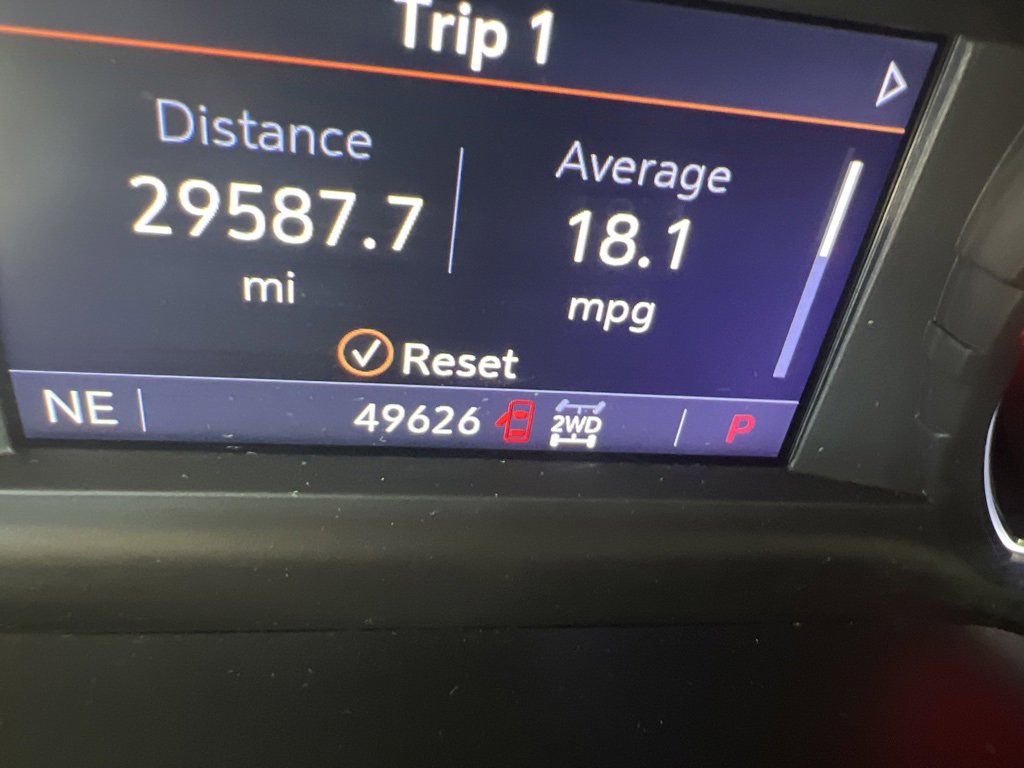 Trip 1
Distance
Average
29587.7
18.1
mi
mpg
Reset
NE
49626
2WD
P